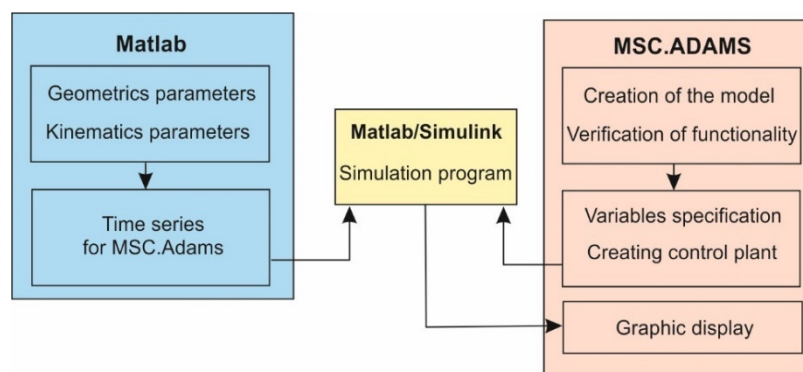 Matlab
Geometrics parameters
Kinematics parameters
Time series
for MSC.Adams
Matlab/Simulink
Simulation program
MSC.ADAMS
Creation of the model
Verification of functionality
Variables specification
Creating control plant
Graphic display